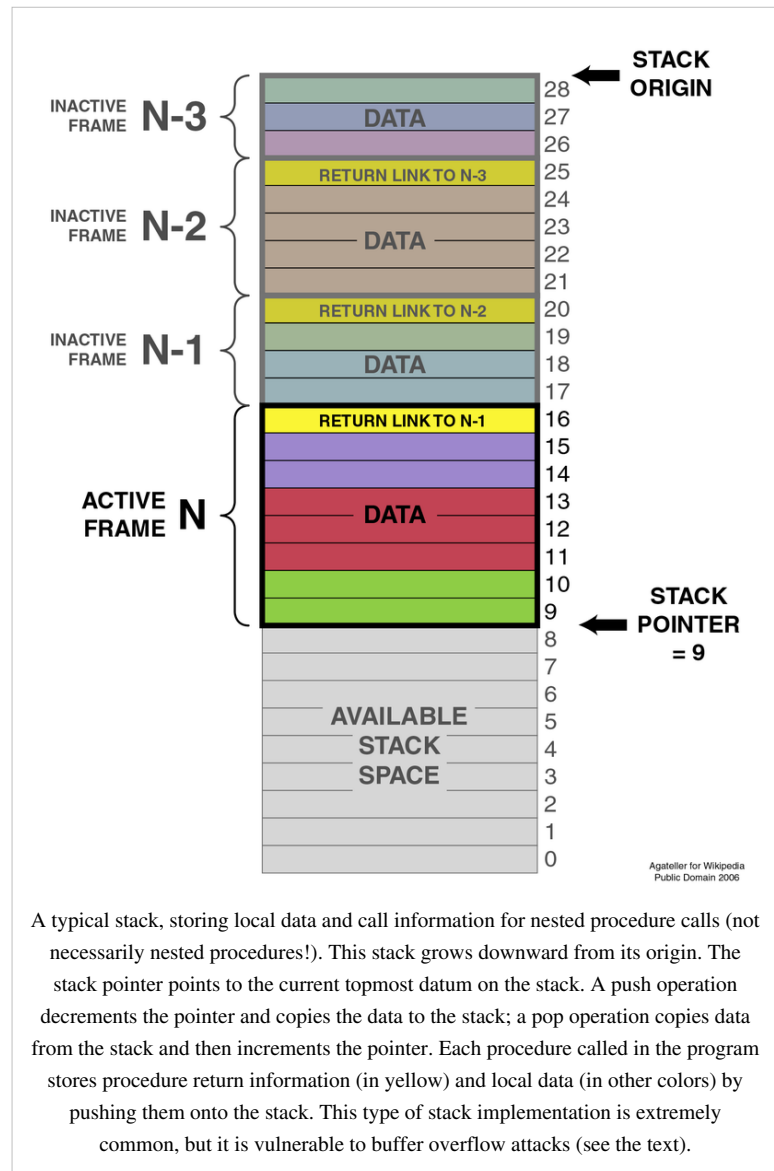 STACK
ORIGIN
INACTIVE
FRAME N-3
DATA
28
27
26
INACTIVE
FRAME N-2
RETURN LINK TO N-3
DATA
25
24
23
22
21
INACTIVE
FRAME N-1
RETURN LINK TO N-2
DATA
20
19
18
17
ACTIVE
FRAME N
RETURN LINK TO N-1
DATA
16
15
14
13
12
11
10
9
STACK
POINTER
= 9
AVAILABLE
STACK
SPACE
8
7
6
5
4
3
2
1
0
Agateller for Wikipedia
Public Domain 2006
A typical stack, storing local data and call information for nested procedure calls (not
necessarily nested procedures!). This stack grows downward from its origin. The
stack pointer points to the current topmost datum on the stack. A push operation
decrements the pointer and copies the data to the stack; a pop operation copies data
from the stack and then increments the pointer. Each procedure called in the program
stores procedure return information (in yellow) and local data (in other colors) by
pushing them onto the stack. This type of stack implementation is extremely
common, but it is vulnerable to buffer overflow attacks (see the text).